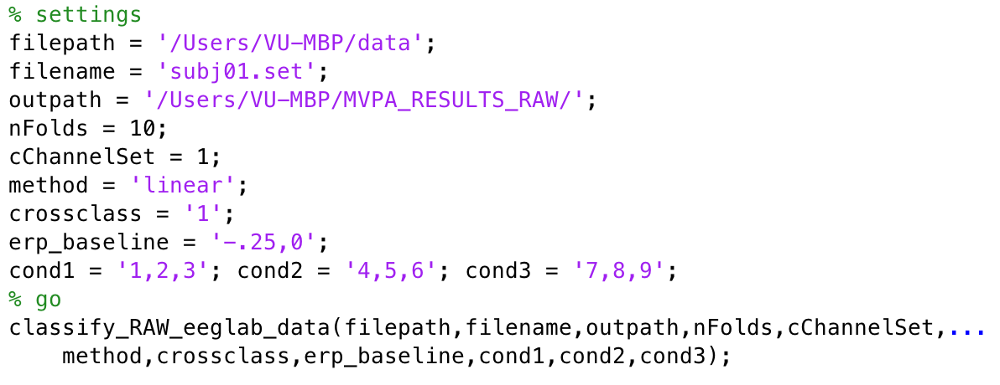 % settings
filepath = '/Users/VU-MBP/data';
filename = 'subj01.set';
outpath = '/Users/VU-MBP/MVPA_RESULTS_RAW/';
nFolds = 10;
cChannelSet = 1;
method = 'linear';
crossclass = '1';
erp_baseline = '-.25,0';
cond1 = '1,2,3'; cond2 = '4,5,6'; cond3 = '7,8,9';
% go
classify_RAW_eeglab_data(filepath,filename,outpath,nFolds,cChannelSet,...
    method,crossclass,erp_baseline,cond1,cond2,cond3);